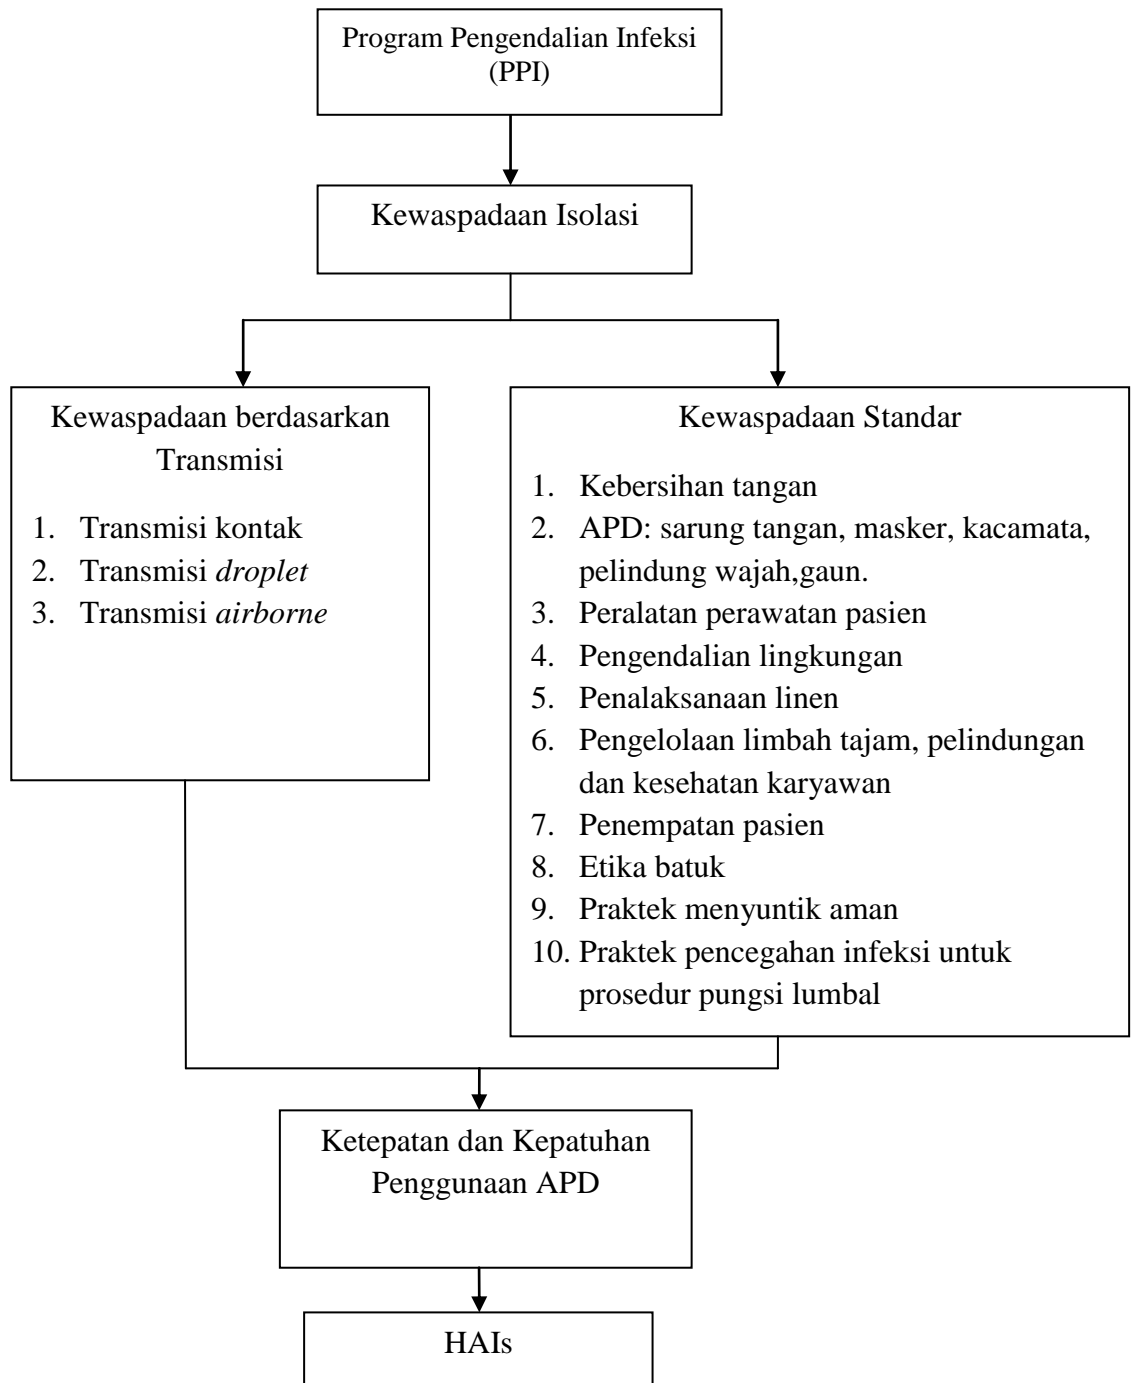 Program Pengendalian Infeksi
(PPI)
Kewaspadaan Isolasi
Kewaspadaan berdasarkan
Transmisi
1. Transmisi kontak
2. Transmisi droplet
3. Transmisi airborne
Kewaspadaan Standar
1. Kebersihan tangan
2. APD: sarung tangan, masker, kacamata,
pelindung wajah,gaun.
3. Peralatan perawatan pasien
4. Pengendalian lingkungan
5. Penalaksanaan linen
6. Pengelolaan limbah tajam, pelindungan
dan kesehatan karyawan
7. Penempatan pasien
8. Etika batuk
9. Praktek menyuntik aman
10. Praktek pencegahan infeksi untuk
prosedur pungsi lumbal
Ketepatan dan Kepatuhan
Penggunaan APD
HAIs